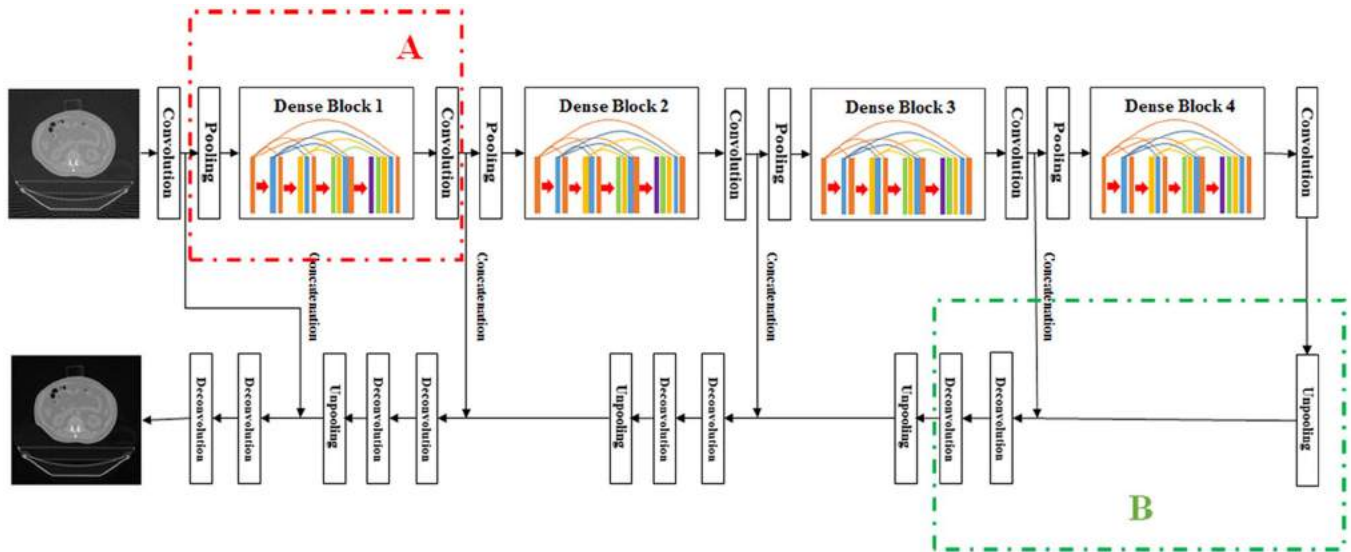 A
Convolution
Pooling
Dense Block 1
Convolution
Pooling
Dense Block 2
Convolution
Pooling
Dense Block 3
Convolution
Pooling
Dense Block 4
Convolution
Concatenation
Concatenation
Concatenation
Concatenation
Deconvolution
Deconvolution
Unpooling
Deconvolution
Deconvolution
Unpooling
Deconvolution
Deconvolution
Unpooling
Deconvolution
Deconvolution
Unpooling
B